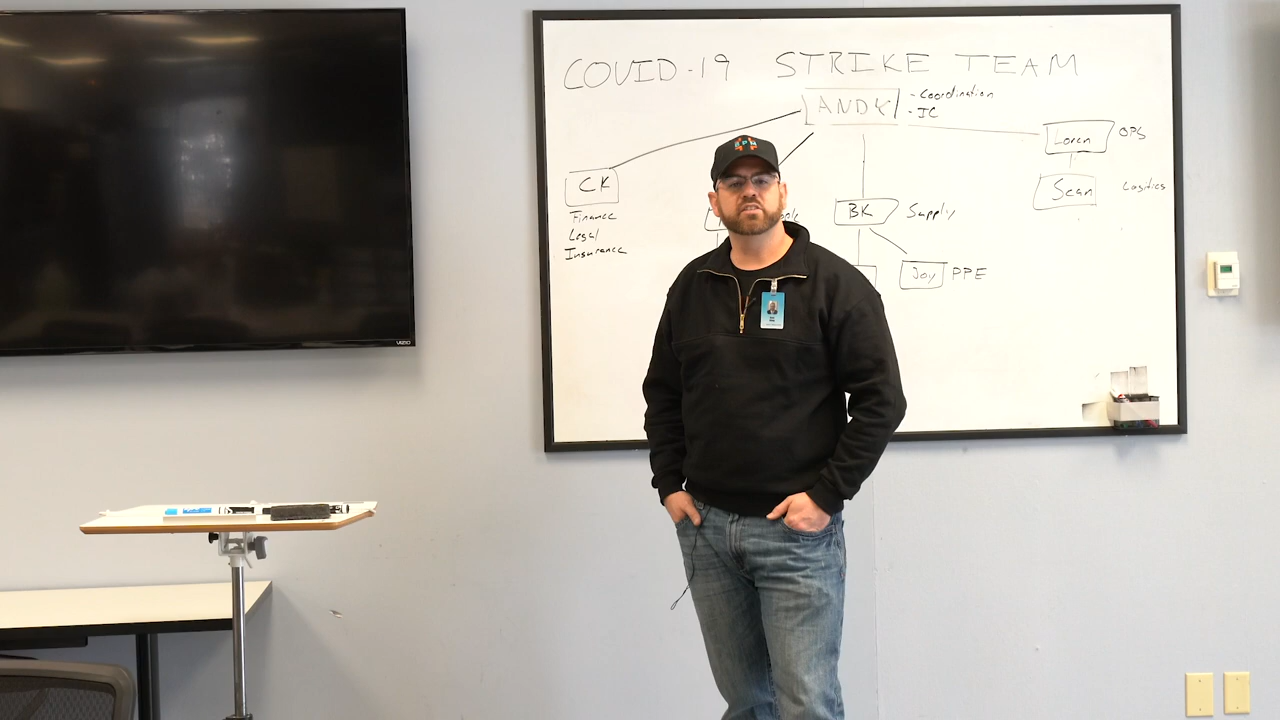 COVID-19 STRIKE TEAM
ANDY
- Coordination
- IC
Loren
OPS
CK
Sean
Logistics
Finance
Legal
Insurance
BK
Supply
Joy
PPE
VIZIO